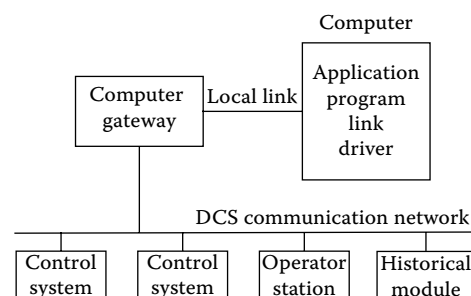 Computer
Application
program
link
driver
Computer
gateway
Local link
DCS communication network
Control
system
Control
system
Operator
station
Historical
module